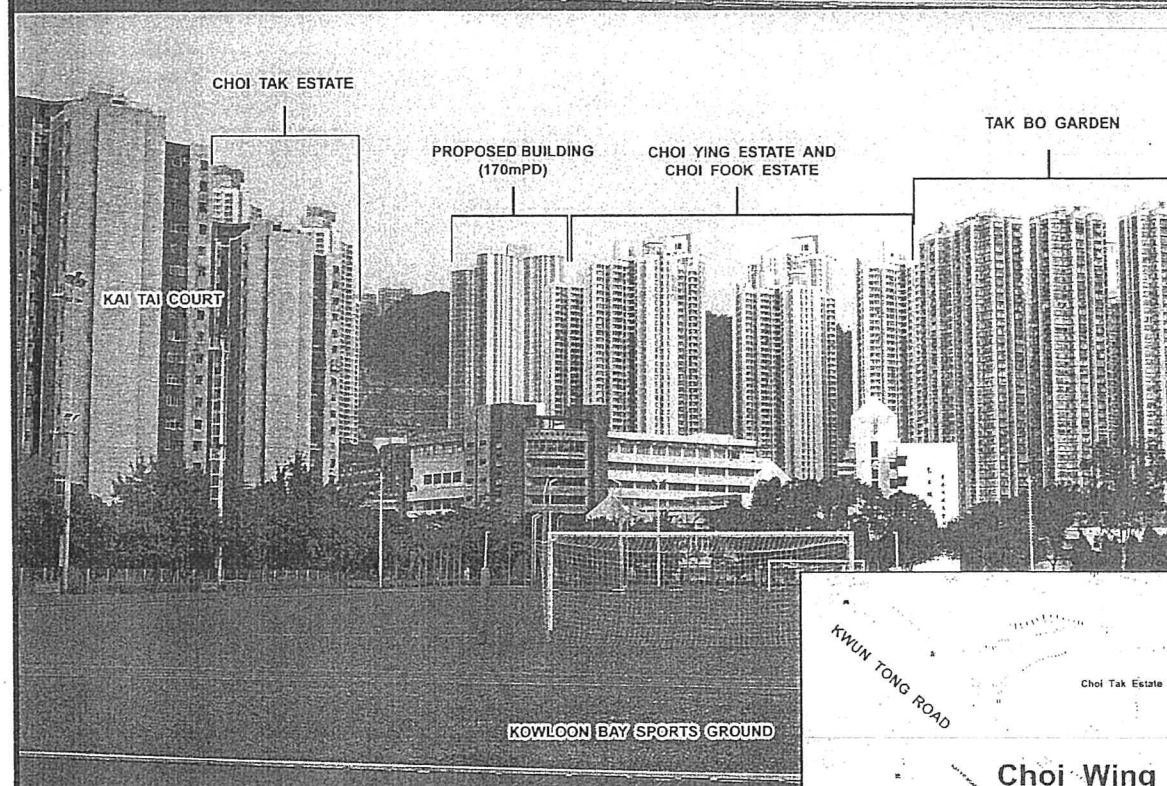 CHOI TAK ESTATE
TAK BO GARDEN
PROPOSED BUILDING
(170mPD)
CHOI YING ESTATE AND
CHOI FOOK ESTATE
KAI TAI COURT
KOWLOON BAY SPORTS GROUND
KWUN TONG ROAD
Choi Tak Estate
Choi Wing